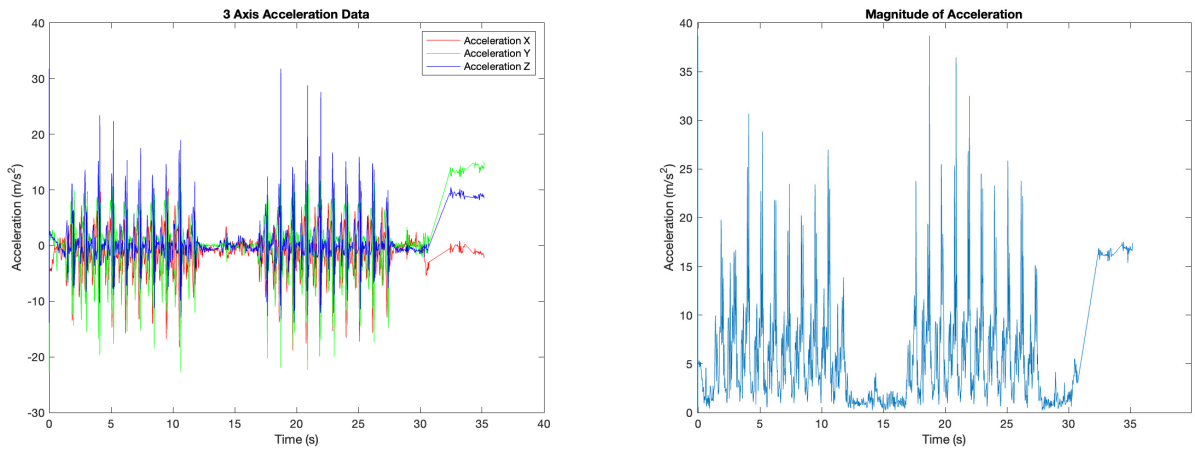 3 Axis Acceleration Data
Acceleration X
Acceleration Y
Acceleration Z
Acceleration (m/s²)
40
30
20
10
0
-10
-20
-30
0 5 10 15 20 25 30 35 40
Time (s)
Magnitude of Acceleration
Acceleration (m/s²)
40
35
30
25
20
15
10
5
0
0 5 10 15 20 25 30 35
Time (s)